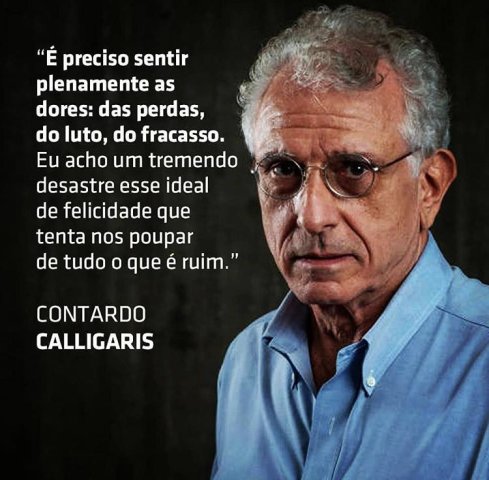 “É preciso sentir
plenamente as
dores: das perdas,
do luto, do fracasso.
Eu acho um tremendo
desastre esse ideal
de felicidade que
tenta nos poupar
de tudo o que é ruim.”
CONTARDO
CALLIGARIS